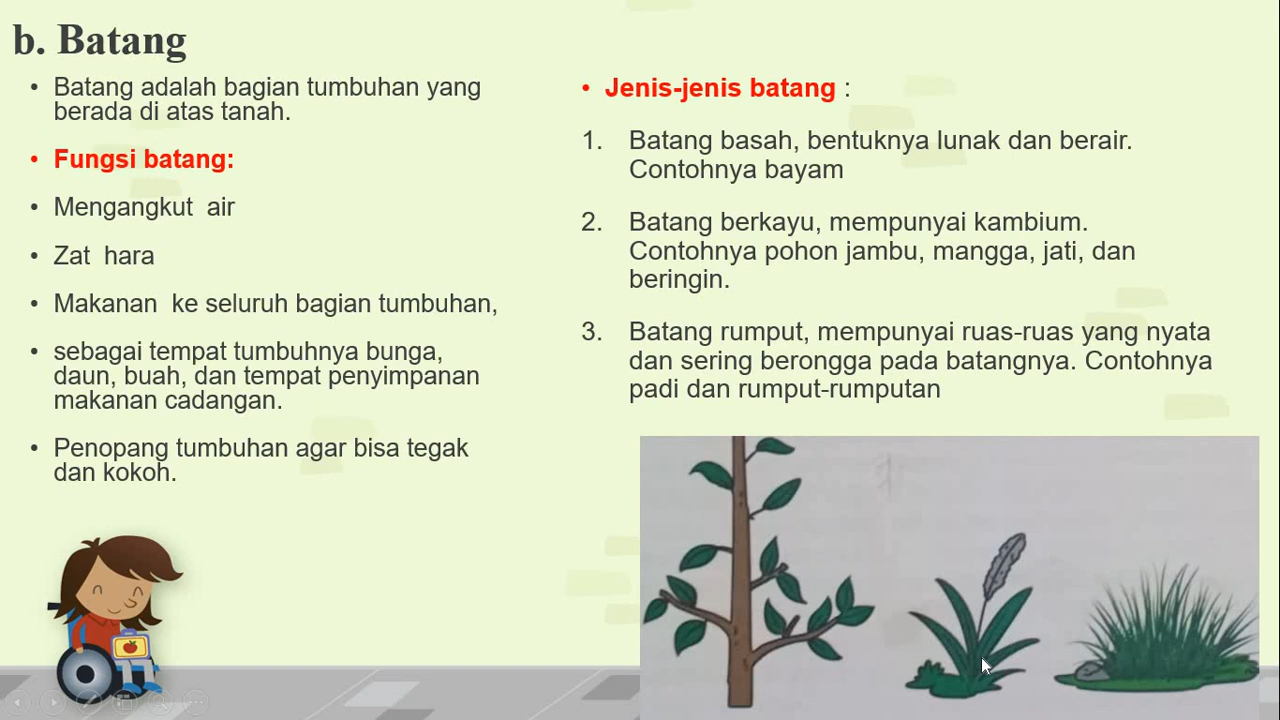 b. Batang
• Batang adalah bagian tumbuhan yang
berada di atas tanah.
• Fungsi batang:
• Mengangkut  air
• Zat  hara
• Makanan  ke seluruh bagian tumbuhan,
• sebagai tempat tumbuhnya bunga,
daun, buah, dan tempat penyimpanan
makanan cadangan.
• Penopang tumbuhan agar bisa tegak
dan kokoh.
• Jenis-jenis batang :
1. Batang basah, bentuknya lunak dan berair.
Contohnya bayam
2. Batang berkayu, mempunyai kambium.
Contohnya pohon jambu, mangga, jati, dan
beringin.
3. Batang rumput, mempunyai ruas-ruas yang nyata
dan sering berongga pada batangnya. Contohnya
padi dan rumput-rumputan